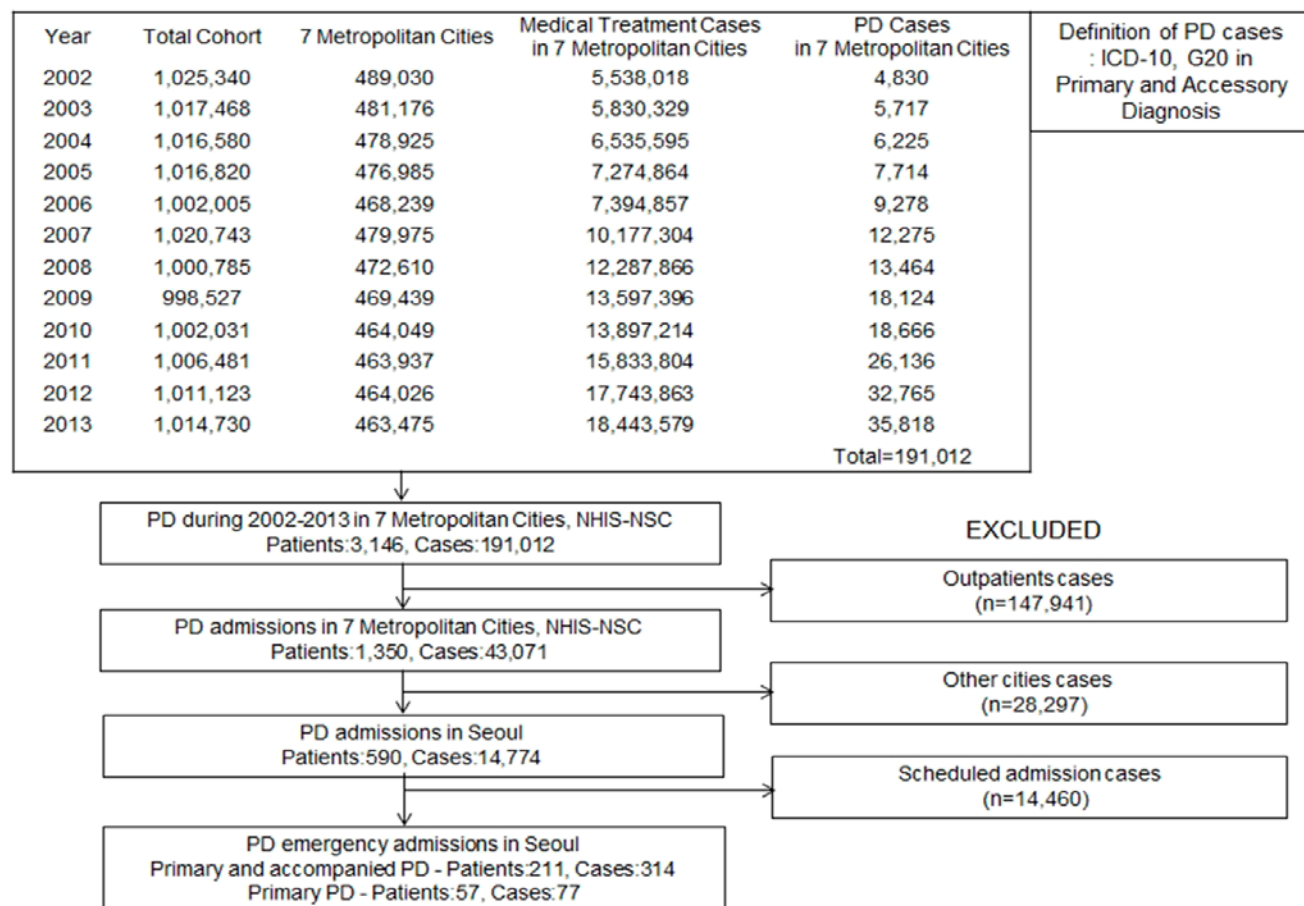 Year Total Cohort 7 Metropolitan Cities Medical Treatment Cases in 7 Metropolitan Cities PD Cases in 7 Metropolitan Cities
2002 1,025,340 489,030 5,538,018 4,830
2003 1,017,468 481,176 5,830,329 5,717
2004 1,016,580 478,925 6,535,595 6,225
2005 1,016,820 476,985 7,274,864 7,714
2006 1,002,005 468,239 7,394,857 9,278
2007 1,020,743 479,975 10,177,304 12,275
2008 1,000,785 472,610 12,287,866 13,464
2009 998,527 469,439 13,597,396 18,124
2010 1,002,031 464,049 13,897,214 18,666
2011 1,006,481 463,937 15,833,804 26,136
2012 1,011,123 464,026 17,743,863 32,765
2013 1,014,730 463,475 18,443,579 35,818
Total=191,012
Definition of PD cases
: ICD-10, G20 in
Primary and Accessory
Diagnosis
PD during 2002-2013 in 7 Metropolitan Cities, NHIS-NSC
Patients:3,146, Cases:191,012
EXCLUDED
Outpatients cases
(n=147,941)
PD admissions in 7 Metropolitan Cities, NHIS-NSC
Patients:1,350, Cases:43,071
Other cities cases
(n=28,297)
PD admissions in Seoul
Patients:590, Cases:14,774
Scheduled admission cases
(n=14,460)
PD emergency admissions in Seoul
Primary and accompanied PD - Patients:211, Cases:314
Primary PD - Patients:57, Cases:77